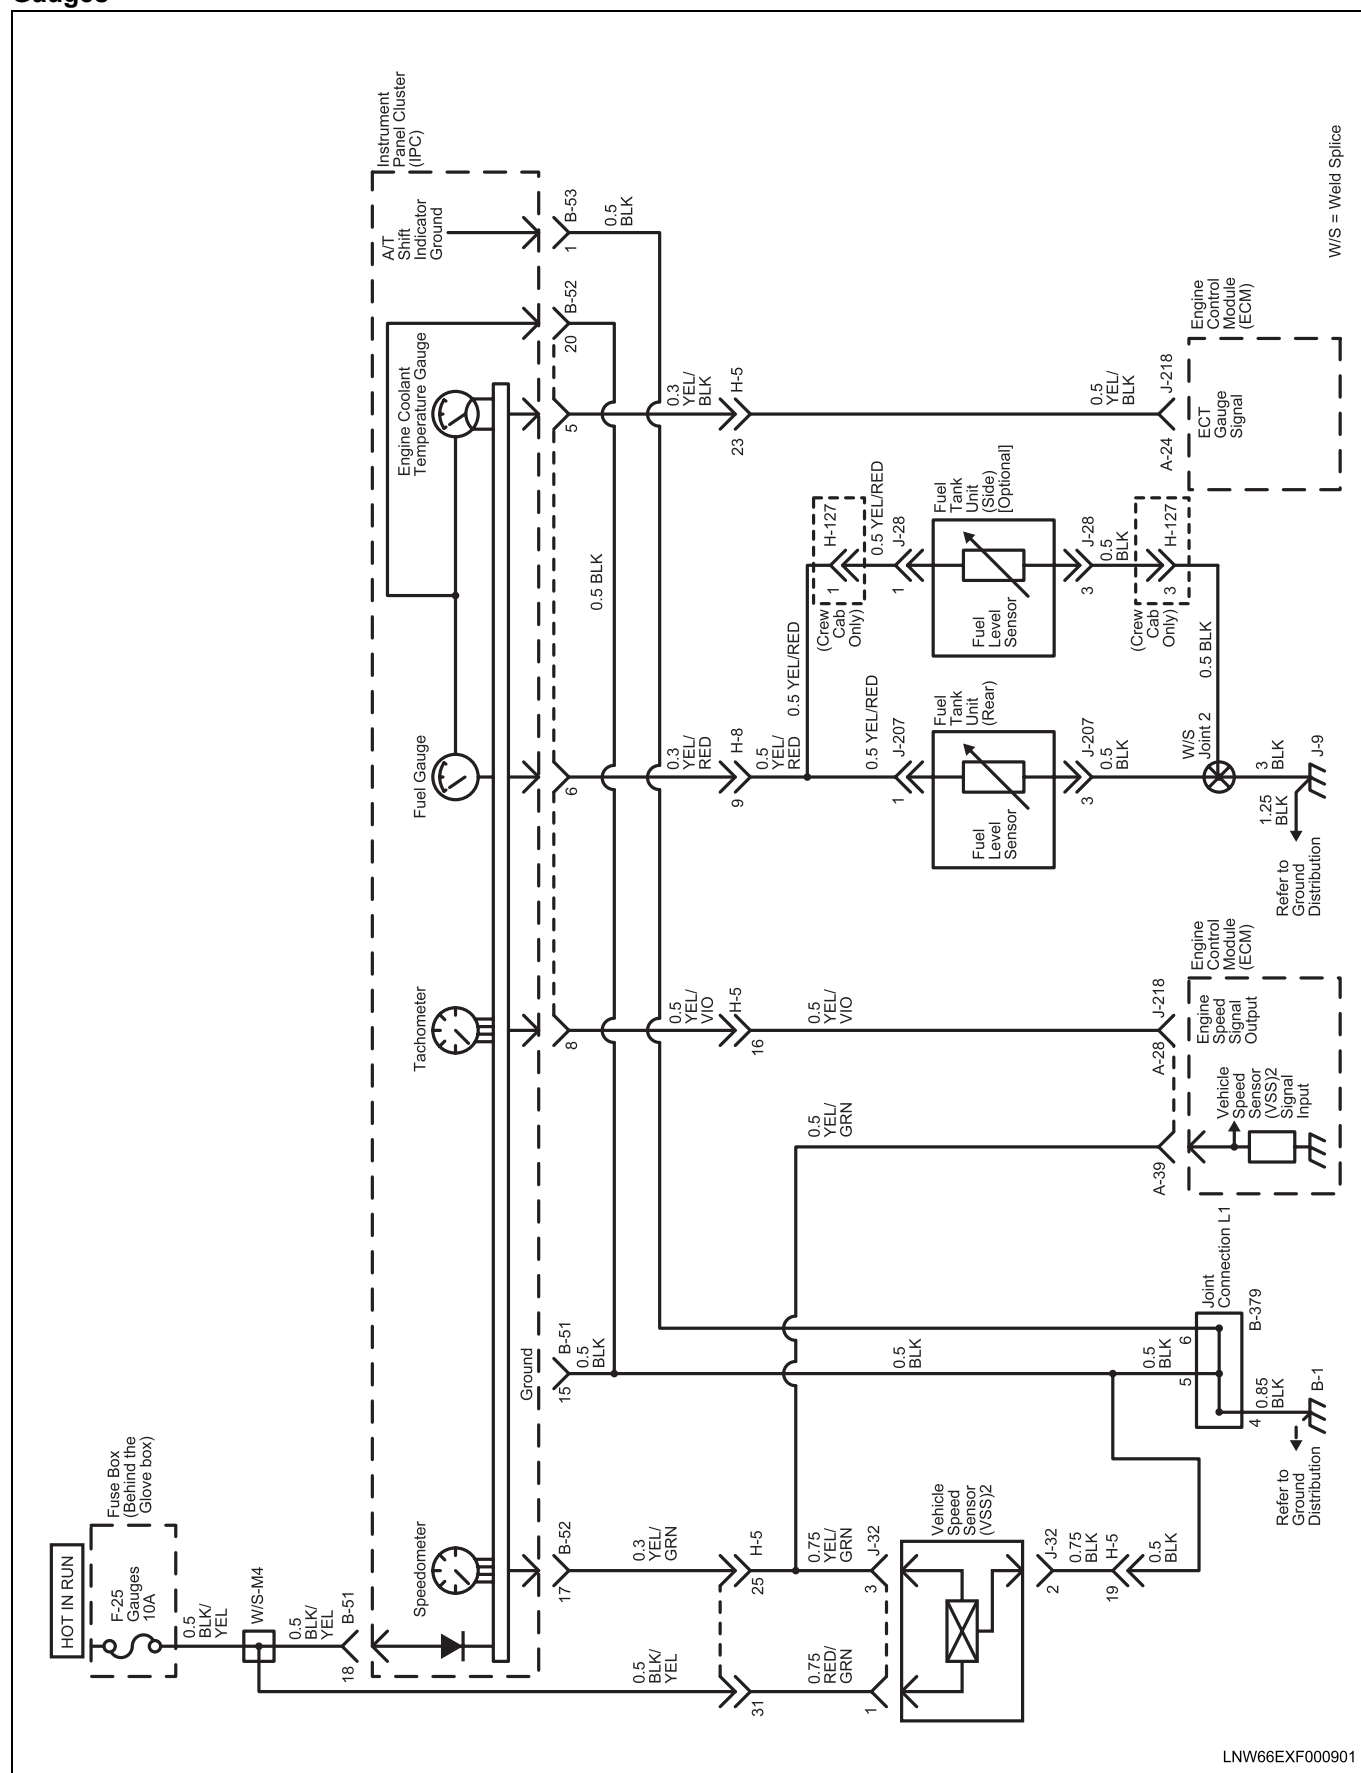 Gauges
HOT IN RUN
Fuse Box
(Behind the
Glove box)
F-25
Gauges
10A
0.5
BLK/
YEL
W/S-M4
0.5
BLK/
YEL
B-51
18
Instrument
Panel Cluster
(IPC)
Speedometer
Tachometer
Fuel Gauge
Engine Coolant
Temperature Gauge
A/T
Shift
Indicator
Ground
Ground
B-52
17
B-51
15
0.5
BLK
8
6
5
B-52
20
B-53
1
0.5
BLK
0.5 BLK
0.5
BLK/
YEL
0.3
YEL/
GRN
31
H-5
25
0.75
RED/
GRN
0.75
YEL/
GRN
J-32
1
3
Vehicle
Speed
Sensor
(VSS)2
J-32
2
0.75
BLK
H-5
19
0.5
BLK
0.5
BLK
0.5
BLK
Joint
Connection L1
B-379
6
5
4
0.85
BLK
B-1
Refer to
Ground
Distribution
0.5
YEL/
VIO
H-5
16
0.5
YEL/
VIO
0.5
YEL/
GRN
J-218
A-28
A-39
Engine
Control
Module
(ECM)
Engine
Speed
Signal
Output
Vehicle
Speed
Sensor
(VSS)2
Signal
Input
0.3
YEL/
RED
H-8
9
0.5
YEL/
RED
0.5 YEL/RED
0.5 YEL/RED
J-207
1
Fuel
Tank
Unit
(Rear)
Fuel
Level
Sensor
J-207
3
0.5
BLK
W/S
Joint 2
3
BLK
J-9
1.25
BLK
Refer to
Ground
Distribution
H-127
1
(Crew
Cab
Only)
0.5 YEL/RED
J-28
1
Fuel
Tank
Unit
(Side)
[Optional]
Fuel
Level
Sensor
J-28
3
0.5
BLK
H-127
3
(Crew
Cab
Only)
0.5 BLK
0.3
YEL/
BLK
H-5
23
0.5
YEL/
BLK
J-218
A-24
Engine
Control
Module
(ECM)
ECT
Gauge
Signal
W/S = Weld Splice
LNW66EXF000901